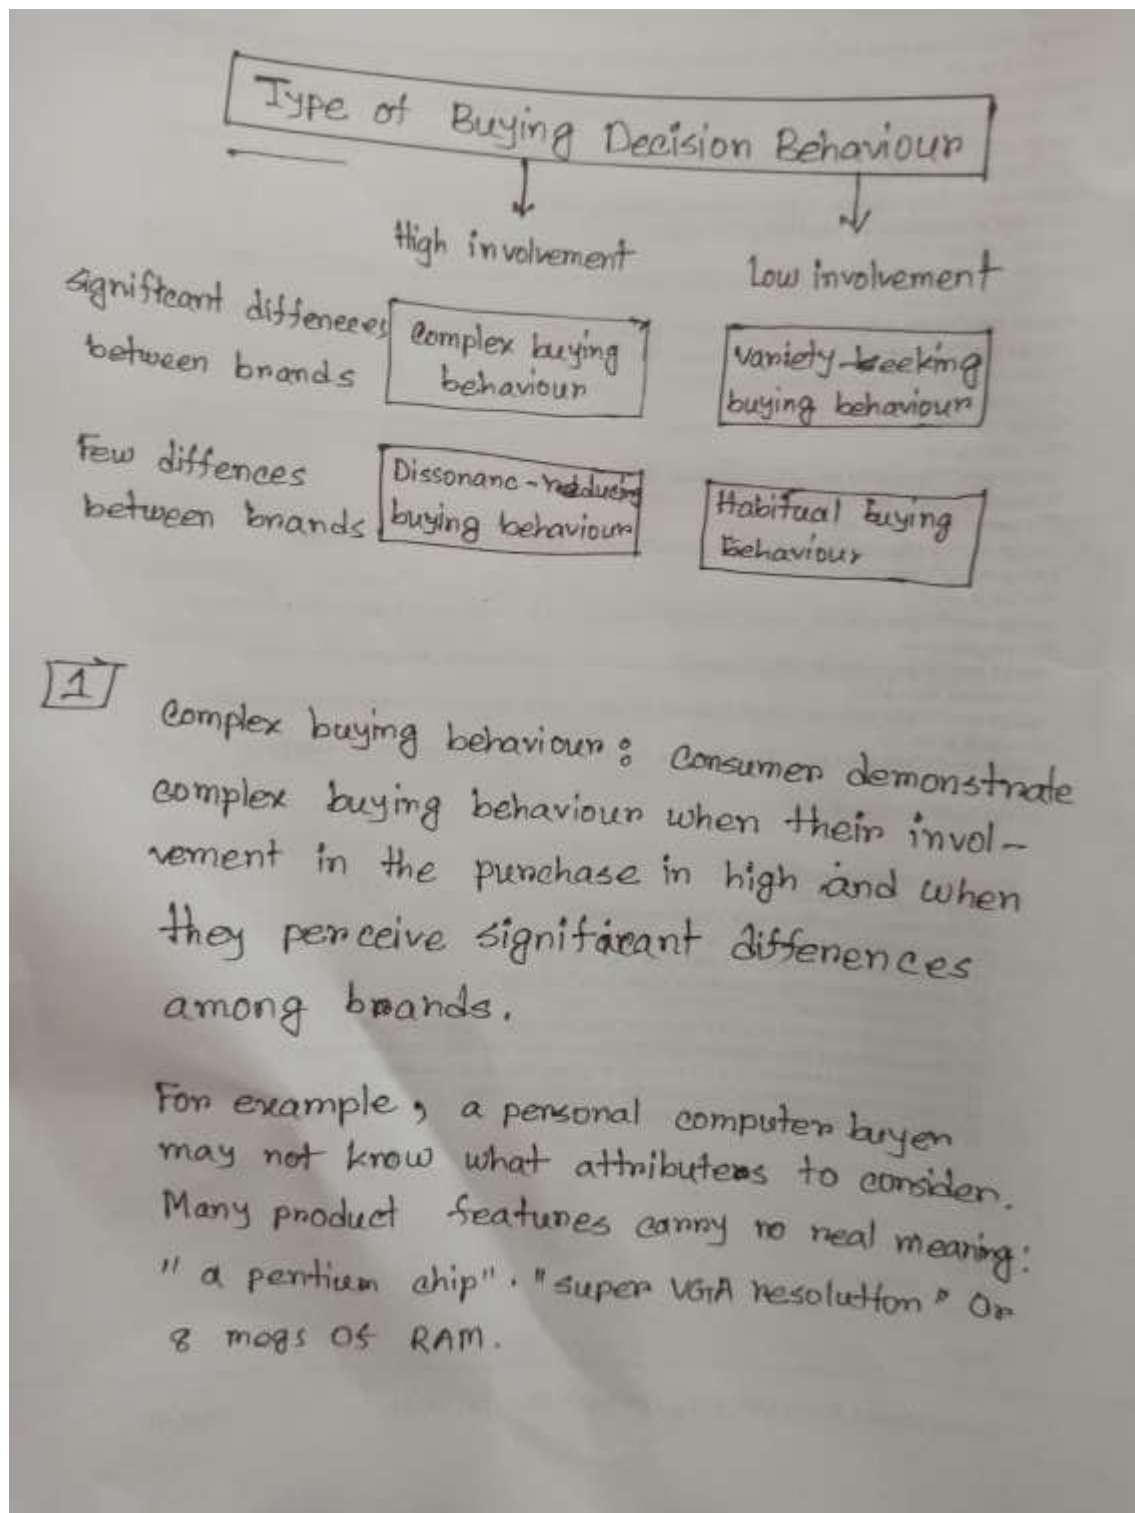 Type of Buying Decision Behaviour
High involvement
Low involvement
significant diffeneces
between brands
Complex buying
behaviour
Variety-seeking
buying behaviour
Few diffences
between brands
Dissonanc-reducing
buying behaviour
Habitual buying
Behaviour
1
Complex buying behaviour: Consumer demonstrate
complex buying behaviour when their invol-
vement in the purchase in high and when
they perceive significant differences
among brands.
For example, a personal computer buyer
may not know what attributes to consider.
Many product features carry no real meaning:
"a pentium chip". "super VGA resolution" Or
8 mogs of RAM.